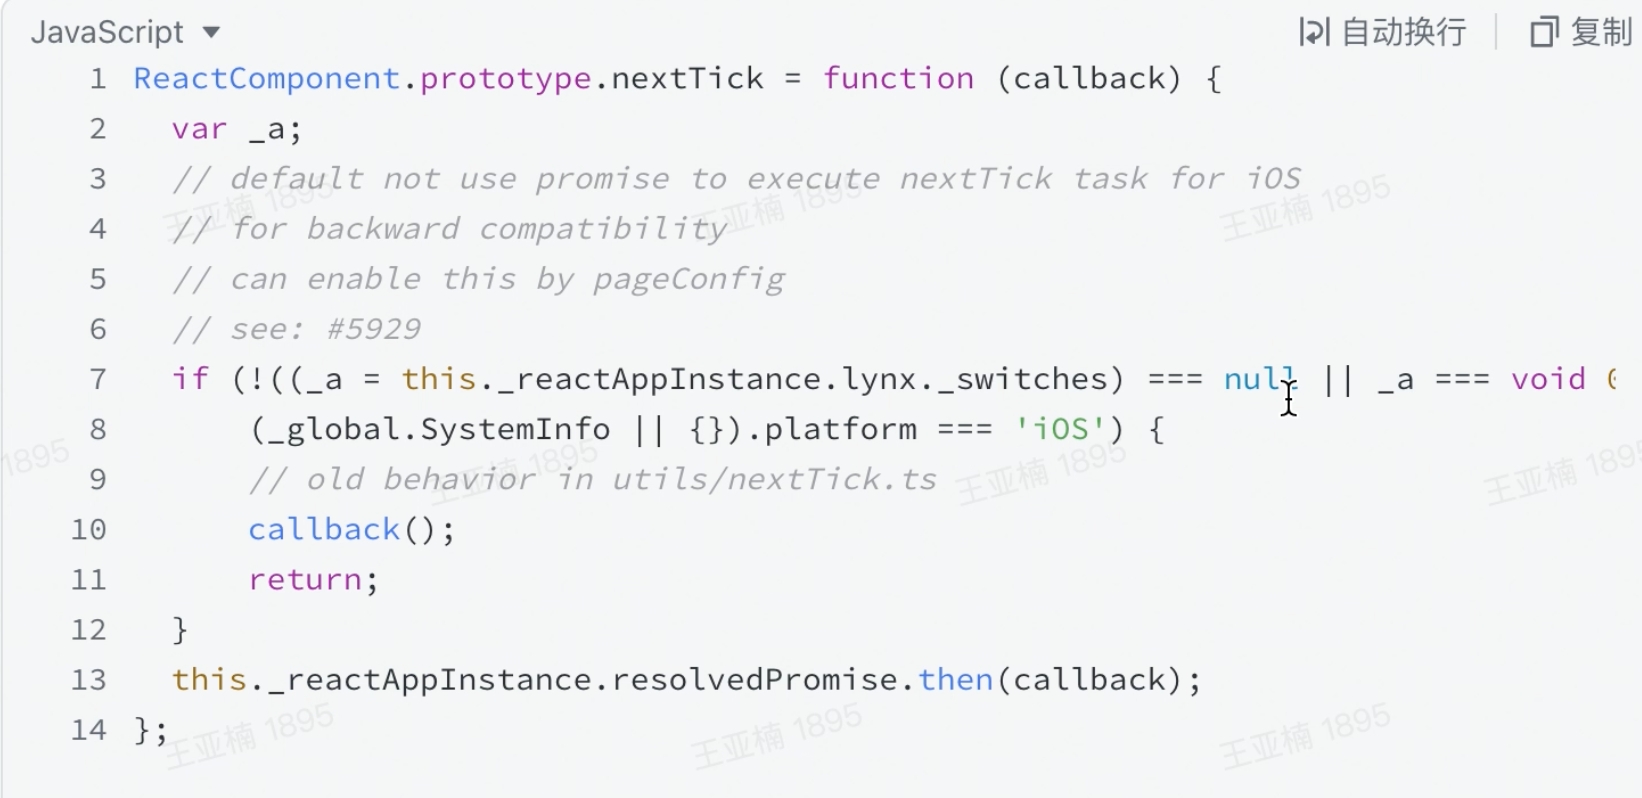 JavaScript 自动换行 复制
1 ReactComponent.prototype.nextTick = function (callback) {
2 var _a;
3 // default not use promise to execute nextTick task for iOS
4 // for backward compatibility
5 // can enable this by pageConfig
6 // see: #5929
7 if (!((_a = this._reactAppInstance.lynx._switches) === null || _a === void 0
8 (_global.SystemInfo || {}).platform === 'iOS') {
9 // old behavior in utils/nextTick.ts
10 callback();
11 return;
12 }
13 this._reactAppInstance.resolvedPromise.then(callback);
14 };
王亚楠 1895
王亚楠 1895
王亚楠 1895
1895
王亚楠 1895
王亚楠 1895
王亚楠 1895
王亚楠 1895
王亚楠 1895
王亚楠 1895